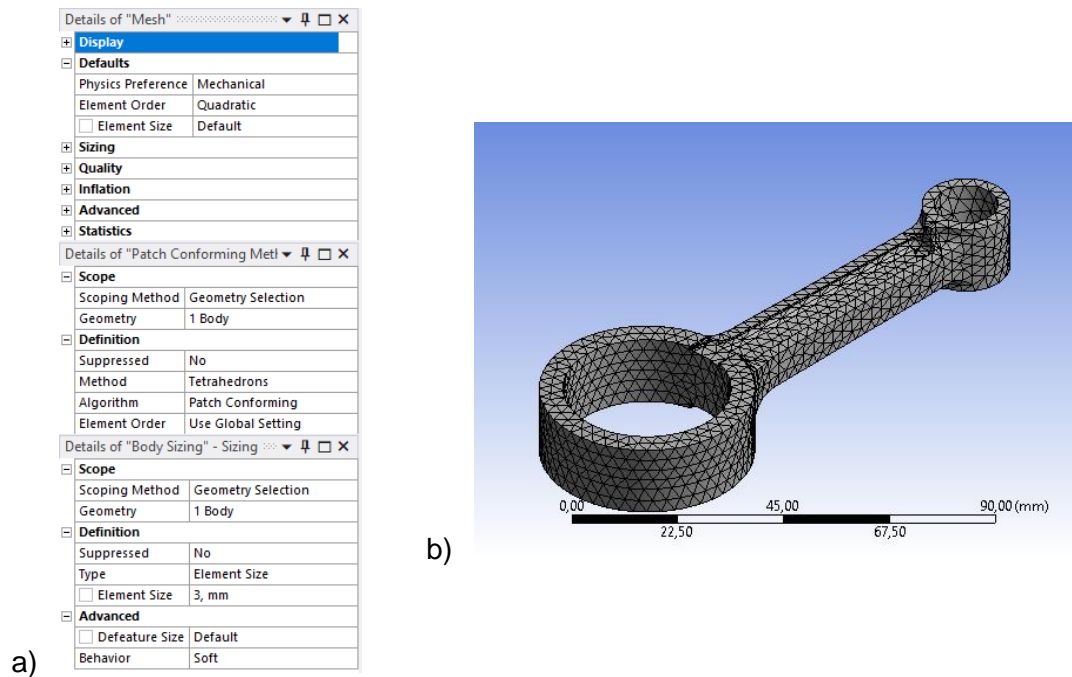 Details of "Mesh"
Display
Defaults
Physics Preference Mechanical
Element Order Quadratic
Element Size Default
Sizing
Quality
Inflation
Advanced
Statistics
Details of "Patch Conforming Metl
Scope
Scoping Method Geometry Selection
Geometry 1 Body
Definition
Suppressed No
Method Tetrahedrons
Algorithm Patch Conforming
Element Order Use Global Setting
Details of "Body Sizing" - Sizing
Scope
Scoping Method Geometry Selection
Geometry 1 Body
Definition
Suppressed No
Type Element Size
Element Size 3, mm
Advanced
Defeature Size Default
Behavior Soft
a)
0,00 45,00 90,00 (mm)
22,50 67,50
b)